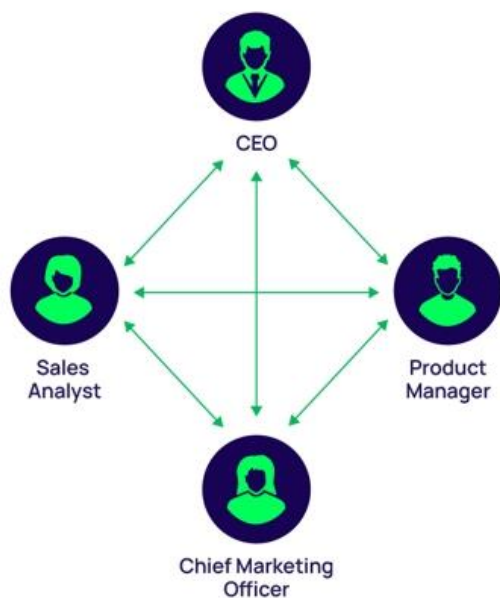 CEO
Sales
Analyst
Product
Manager
Chief Marketing
Officer